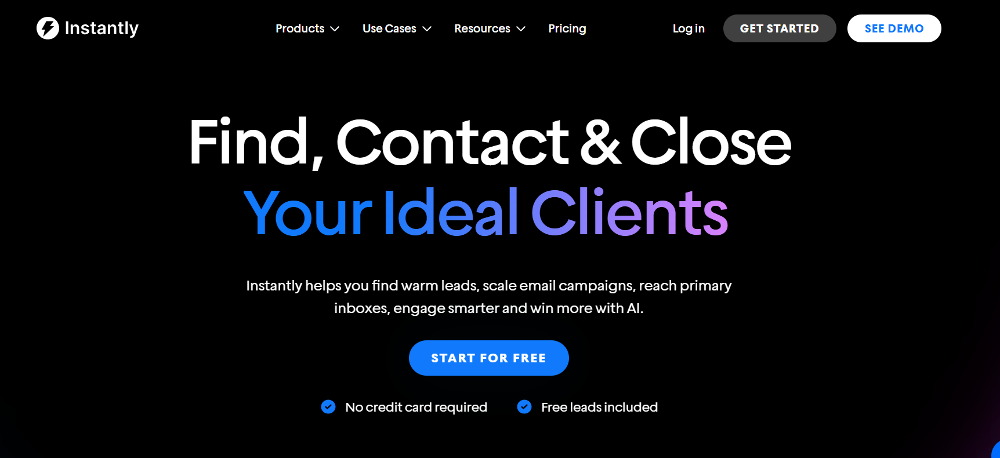 Instantly
Products
Use Cases
Resources
Pricing
Log in
GET STARTED
SEE DEMO
Find, Contact & Close
Your Ideal Clients
Instantly helps you find warm leads, scale email campaigns, reach primary
inboxes, engage smarter and win more with AI.
START FOR FREE
No credit card required
Free leads included